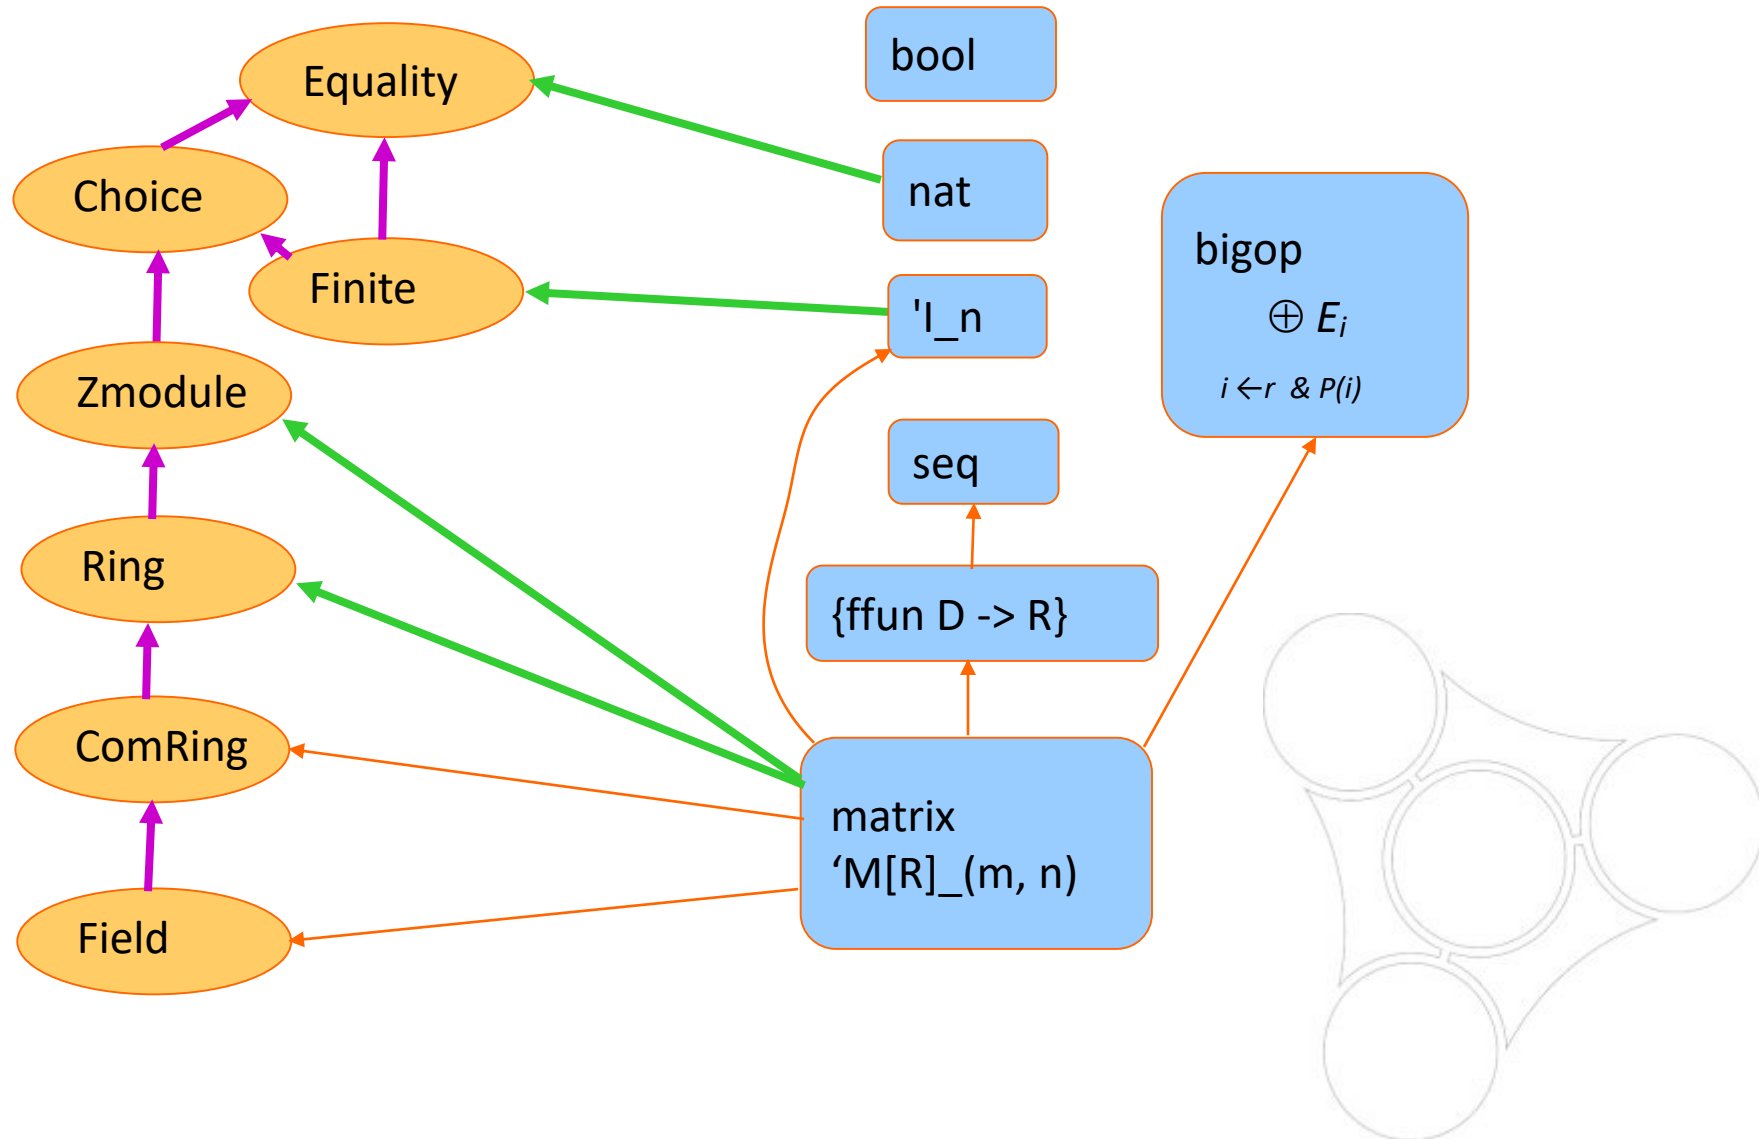 Equality
bool
Choice
nat
Finite
bigop
⊕ Ei
i ←r & P(i)
'I_n
Zmodule
seq
Ring
{ffun D -> R}
ComRing
matrix
‘M[R]_(m, n)
Field